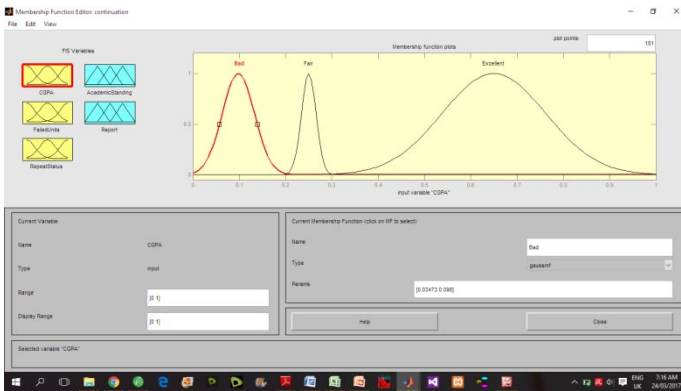 Membership Function Editor: continuation
File Edit View
FIS Variables
CGPA
AcademicStanding
FailedUnits
Report
RepeatStatus
Membership function plots
plot points:
101
Bad
Fair
Excellent
1
0.5
0
0 0.1 0.2 0.3 0.4 0.5 0.6 0.7 0.8 0.9 1
input variable "CGPA"
Current Variable
Name CGPA
Type input
Range [0 1]
Display Range [0 1]
Current Membership Function (click on MF to select)
Name Bad
Type gaussmf
Params [0.03473 0.098]
Help
Close
Selected variable "CGPA"
ENG 7:16 AM
UK 24/03/2017